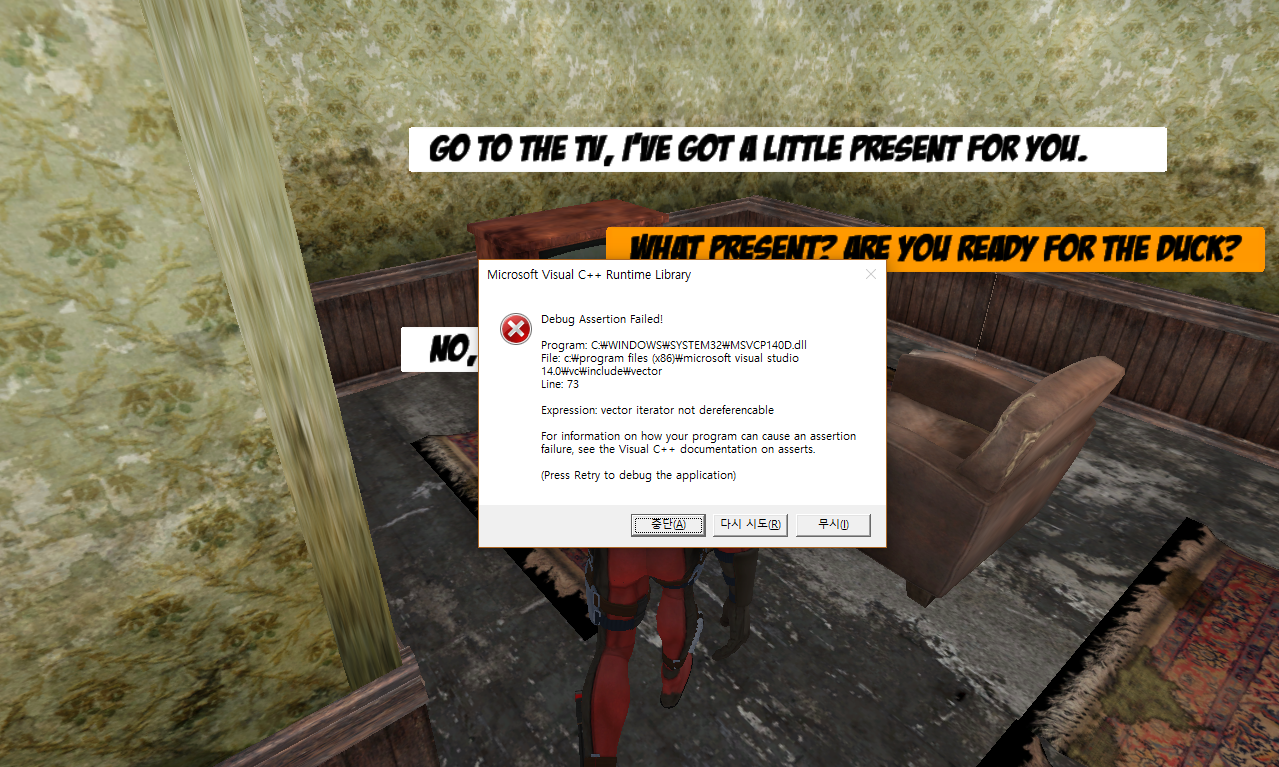 GO TO THE TV, I'VE GOT A LITTLE PRESENT FOR YOU.
WHAT PRESENT? ARE YOU READY FOR THE DUCK?
NO,
Microsoft Visual C++ Runtime Library
Debug Assertion Failed!
Program: C:₩WINDOWS₩SYSTEM32₩MSVCP140D.dll
File: c:₩program files (x86)₩microsoft visual studio
14.0₩vc₩include₩vector
Line: 73
Expression: vector iterator not dereferencable
For information on how your program can cause an assertion
failure, see the Visual C++ documentation on asserts.
(Press Retry to debug the application)
중단(A) 다시 시도(R) 무시(I)